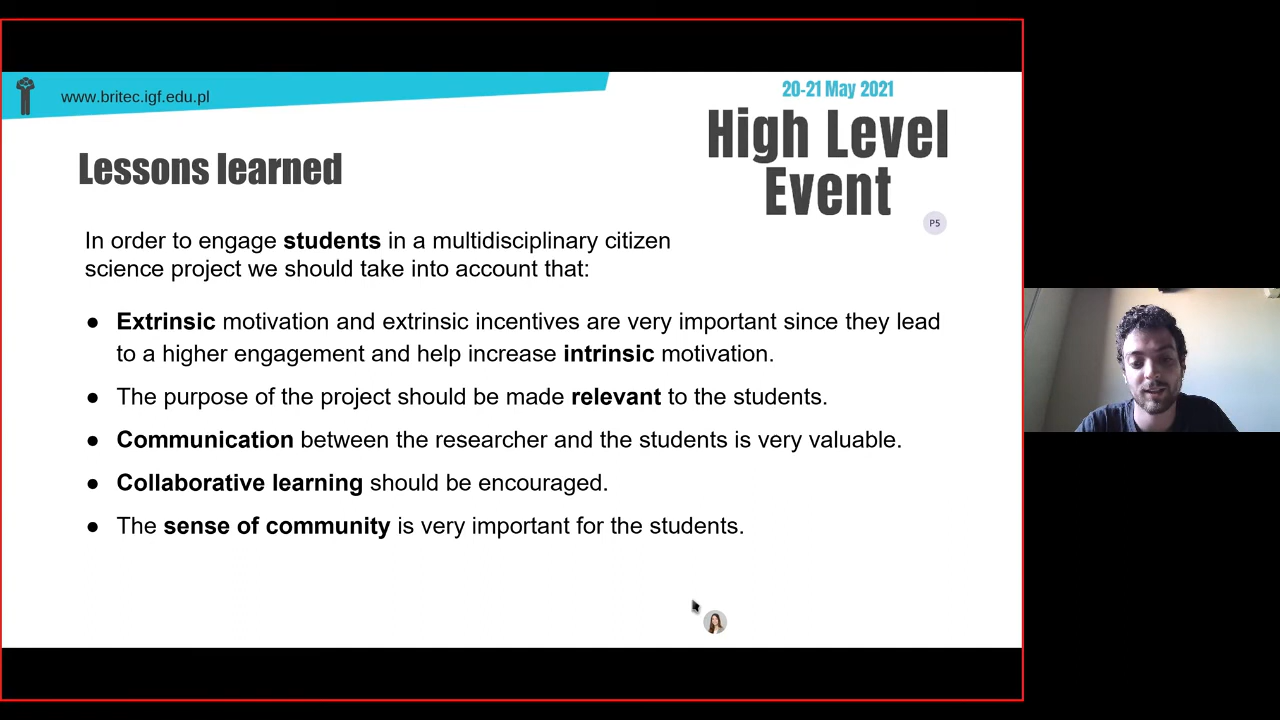 www.britec.igf.edu.pl
20-21 May 2021
High Level
Event
P5
Lessons learned
In order to engage students in a multidisciplinary citizen
science project we should take into account that:
● Extrinsic motivation and extrinsic incentives are very important since they lead
to a higher engagement and help increase intrinsic motivation.
● The purpose of the project should be made relevant to the students.
● Communication between the researcher and the students is very valuable.
● Collaborative learning should be encouraged.
● The sense of community is very important for the students.